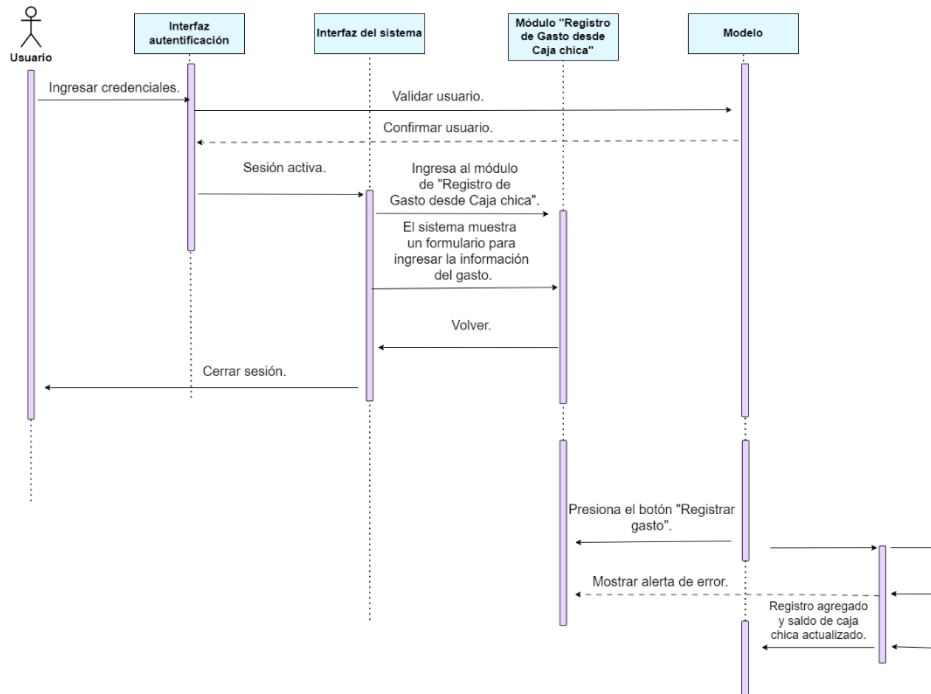 Usuario
Interfaz
autentificación
Interfaz del sistema
Módulo "Registro
de Gasto desde
Caja chica"
Modelo
Ingresar credenciales.
Validar usuario.
Confirmar usuario.
Sesión activa.
Ingresa al módulo
de "Registro de
Gasto desde Caja chica".
El sistema muestra
un formulario para
ingresar la información
del gasto.
Volver.
Cerrar sesión.
Presiona el botón "Registrar
gasto".
Mostrar alerta de error.
Registro agregado
y saldo de caja
chica actualizado.